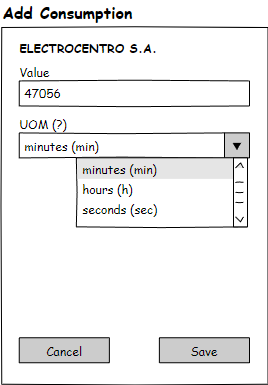 Add Consumption
ELECTROCENTRO S.A.
Value
47056
UOM (?)
minutes (min)
minutes (min)
hours (h)
seconds (sec)
Cancel Save